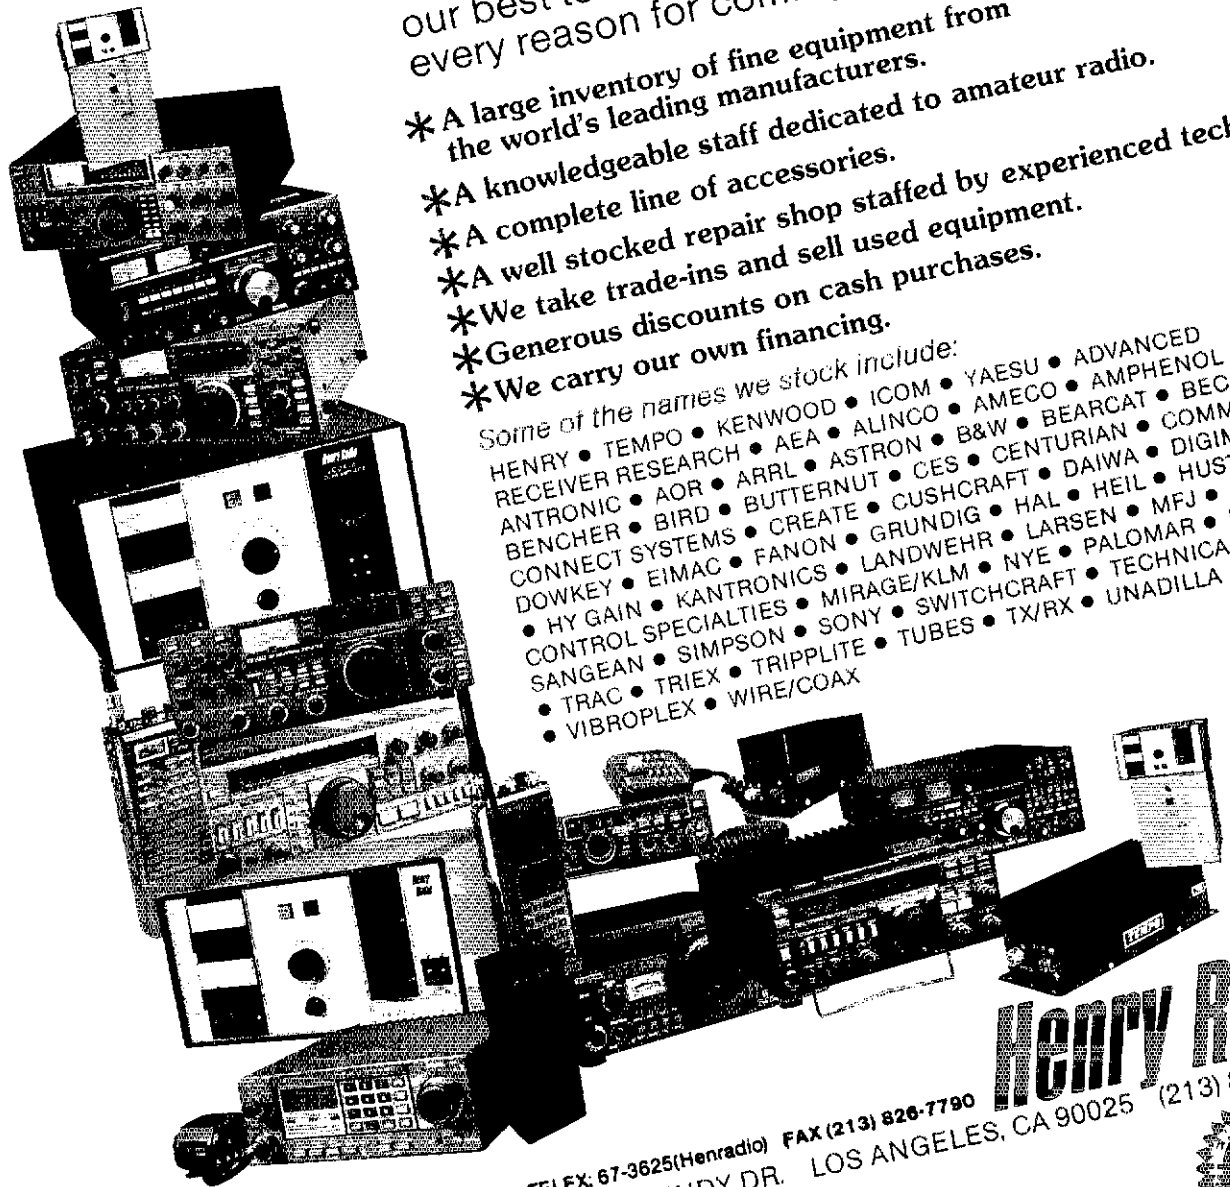 our best to
every reason for
* A large inventory of fine equipment from
the world's leading manufacturers.
* A knowledgeable staff dedicated to amateur radio.
* A complete line of accessories.
* A well stocked repair shop staffed by experienced
* We take trade-ins and sell used equipment.
* Generous discounts on cash purchases.
* We carry our own financing.
Some of the names we stock include:
HENRY ● TEMPO ● KENWOOD ● ICOM ● YAESU ● ADVANCED
RECEIVER RESEARCH ● AEA ● ALINCO ● AMECO ● AMPHENOL
ANTRONIC ● AOR ● ARRL ● ASTRON ● B&W ● BEARCAT ●
BENCHER ● BIRD ● BUTTERNUT ● CES ● CENTURIAN ●
CONNECT SYSTEMS ● CREATE ● CUSHCRAFT ● DAIWA ●
DOWKEY ● EIMAC ● FANON ● GRUNDIG ● HAL ● HEIL ●
● HY GAIN ● KANTRONICS ● LANDWEHR ● LARSEN ● MFJ ●
CONTROL SPECIALTIES ● MIRAGE/KLM ● NYE ● PALOMAR ●
SANGEAN ● SIMPSON ● SONY ● SWITCHCRAFT ●
● TRAC ● TRIEX ● TRIPPLITE ● TUBES ● TX/RX ● UNADILLA
● VIBROPLEX ● WIRE/COAX
Henry Radio
Henry
Radio
TEMPO
Henry
TELEX: 67-3625(Henradio) FAX (213) 826-7790
DR. LOS ANGELES, CA 90025 (213)